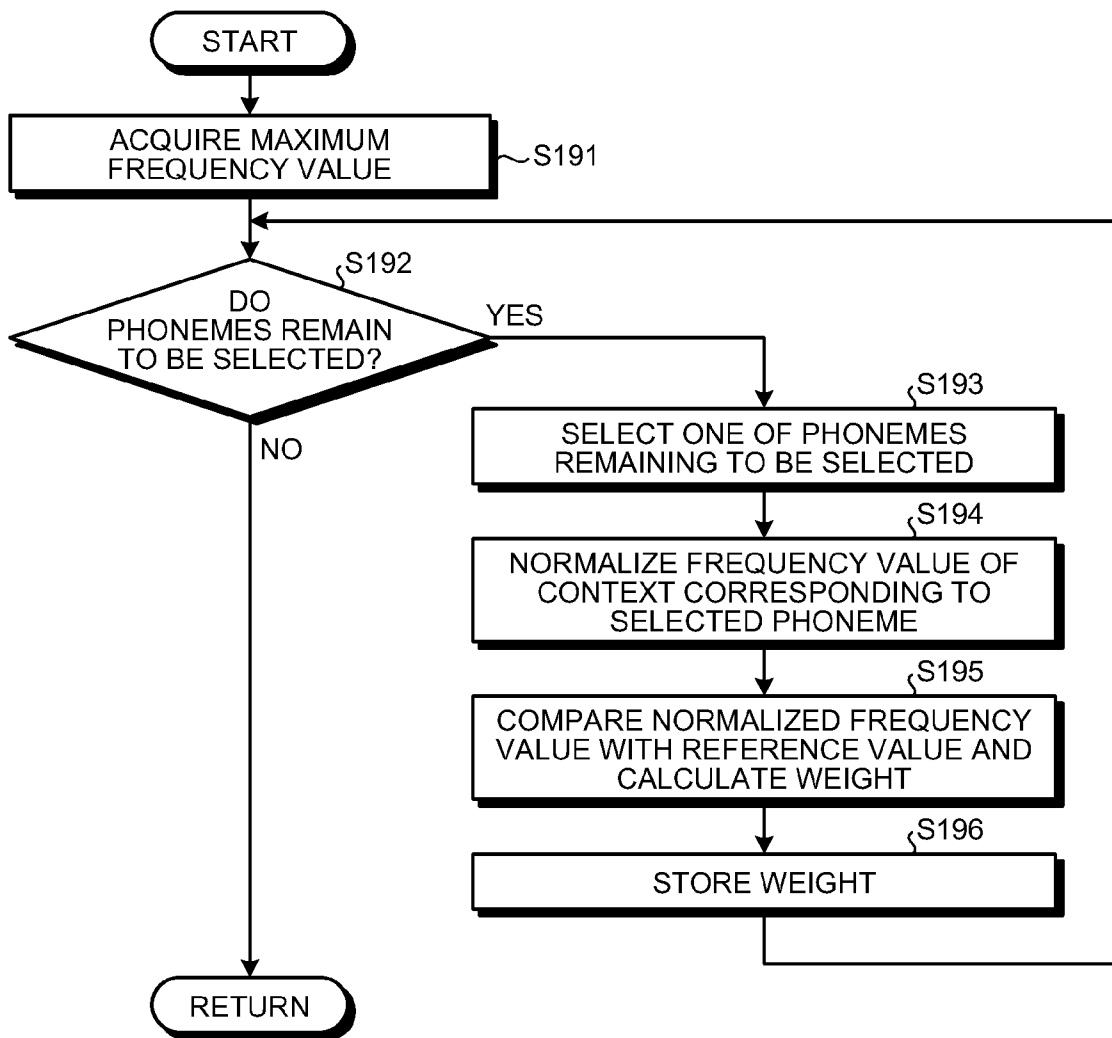 START
ACQUIRE MAXIMUM
FREQUENCY VALUE
S191
S192
DO
PHONEMES REMAIN
TO BE SELECTED?
YES
NO
S193
SELECT ONE OF PHONEMES
REMAINING TO BE SELECTED
S194
NORMALIZE FREQUENCY VALUE OF
CONTEXT CORRESPONDING TO
SELECTED PHONEME
S195
COMPARE NORMALIZED FREQUENCY
VALUE WITH REFERENCE VALUE AND
CALCULATE WEIGHT
S196
STORE WEIGHT
RETURN